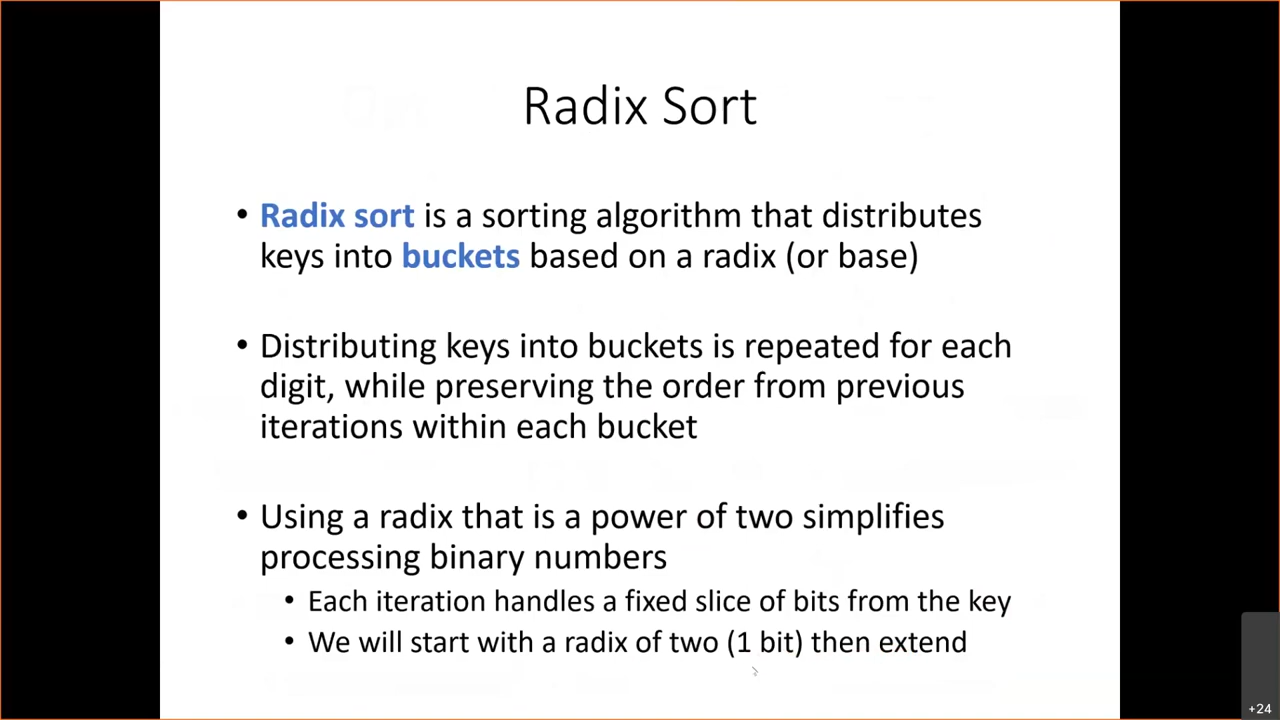 Radix Sort
• Radix sort is a sorting algorithm that distributes
keys into buckets based on a radix (or base)
• Distributing keys into buckets is repeated for each
digit, while preserving the order from previous
iterations within each bucket
• Using a radix that is a power of two simplifies
processing binary numbers
• Each iteration handles a fixed slice of bits from the key
• We will start with a radix of two (1 bit) then extend
+24